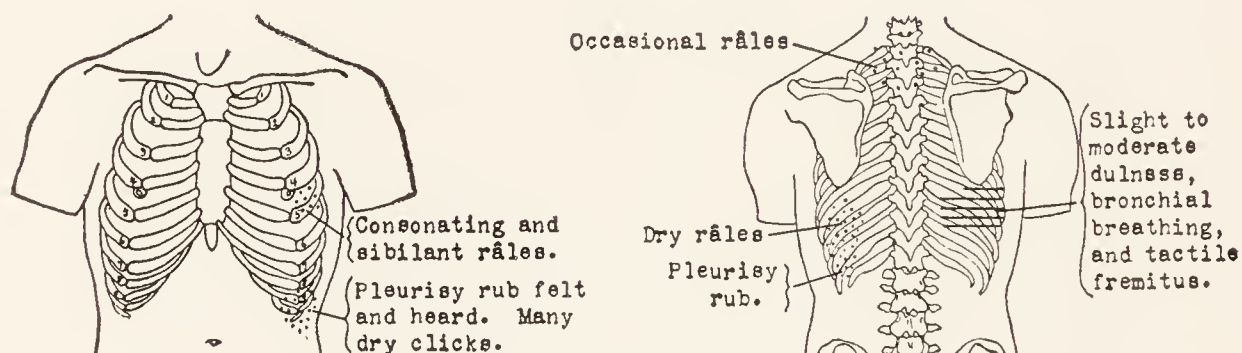 Consonating and
sibilant râles.
Pleurisy rub felt
and heard. Many
dry clicks.
Occasional râles
Dry râles
Pleurisy
rub.
Slight to
moderate
dulness,
bronchial
breathing,
and tactile
fremitus.